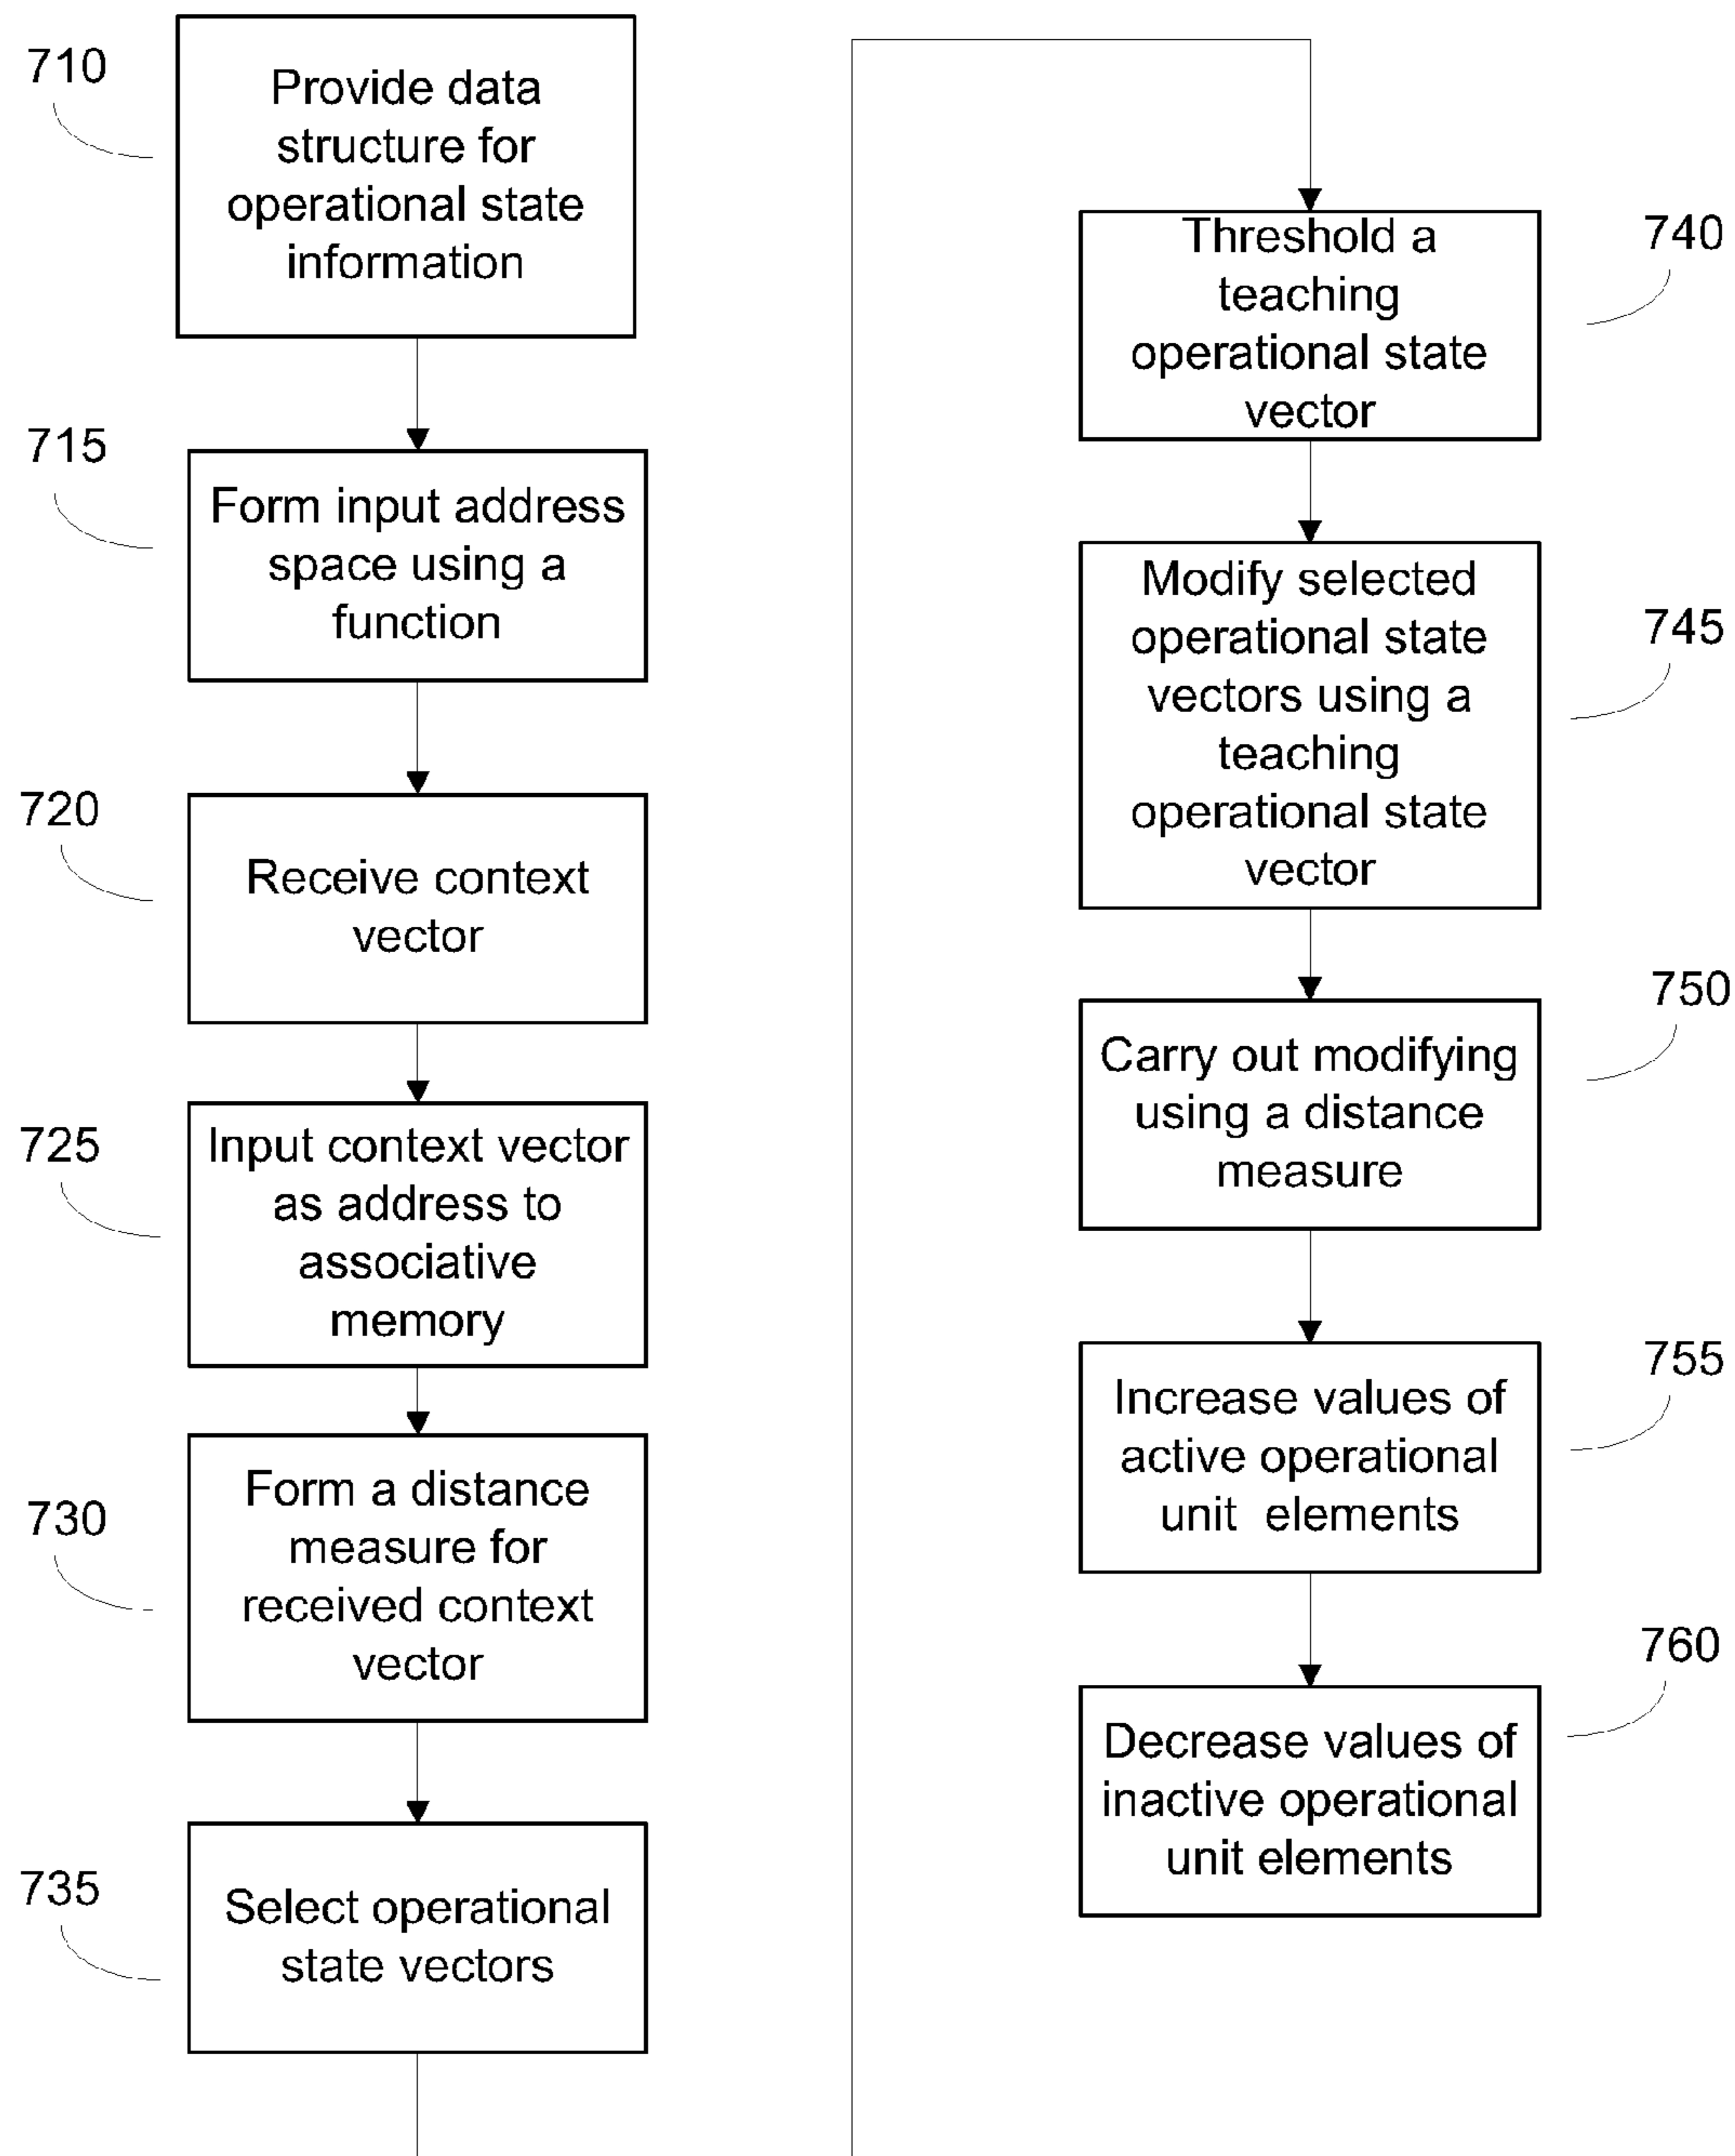 710
Provide data
structure for
operational state
information
715
Form input address
space using a
function
720
Receive context
vector
725
Input context vector
as address to
associative
memory
730
Form a distance
measure for
received context
vector
735
Select operational
state vectors
740
Threshold a
teaching
operational state
vector
745
Modify selected
operational state
vectors using a
teaching
operational state
vector
750
Carry out modifying
using a distance
measure
755
Increase values of
active operational
unit elements
760
Decrease values of
inactive operational
unit elements